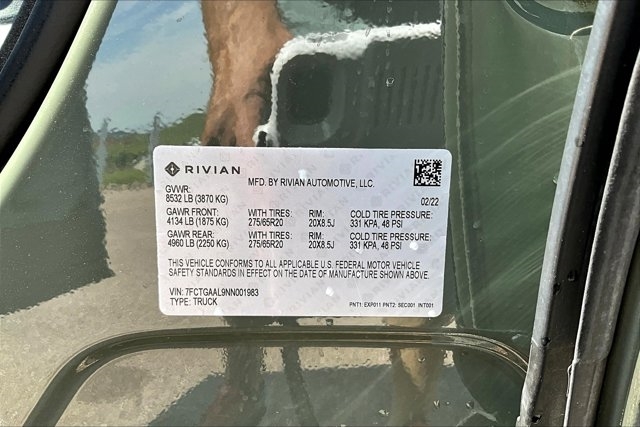 RIVIAN
MFD. BY RIVIAN AUTOMOTIVE, LLC.
GVWR:
8532 LB (3870 KG)
02/22
GAWR FRONT: WITH TIRES: RIM: COLD TIRE PRESSURE:
4134 LB (1875 KG) 275/65R20 20X8.5J 331 KPA, 48 PSI
GAWR REAR: WITH TIRES: RIM: COLD TIRE PRESSURE:
4960 LB (2250 KG) 275/65R20 20X8.5J 331 KPA, 48 PSI
THIS VEHICLE CONFORMS TO ALL APPLICABLE U.S. FEDERAL MOTOR VEHICLE
SAFETY STANDARDS IN EFFECT ON THE DATE OF MANUFACTURE SHOWN ABOVE.
VIN: 7FCTGAAL9NN001983
TYPE: TRUCK
PNT1: EXP011 PNT2: SEC001 INT001